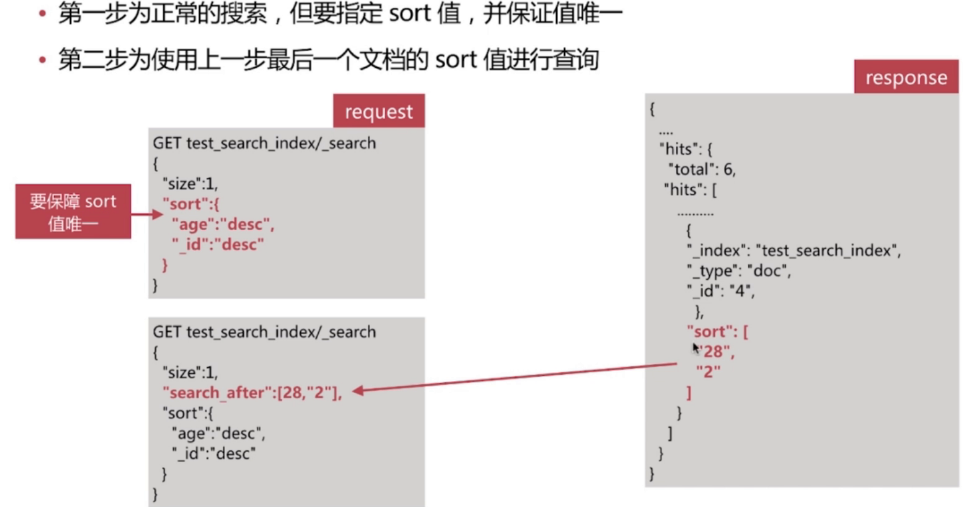 • 第一步为正常的搜索，但要指定 sort 值，并保证值唯一
• 第二步为使用上一步最后一个文档的 sort 值进行查询
request
GET test_search_index/_search
{
"size":1,
"sort":{
"age":"desc",
"_id":"desc"
}
}
要保障 sort
值唯一
GET test_search_index/_search
{
"size":1,
"search_after":[28,"2"],
"sort":{
"age":"desc",
"_id":"desc"
}
}
response
{
....
"hits": {
"total": 6,
"hits": [
..........
{
"_index": "test_search_index",
"_type": "doc",
"_id": "4",
},
"sort": [
"28",
"2"
]
}
]
}
}